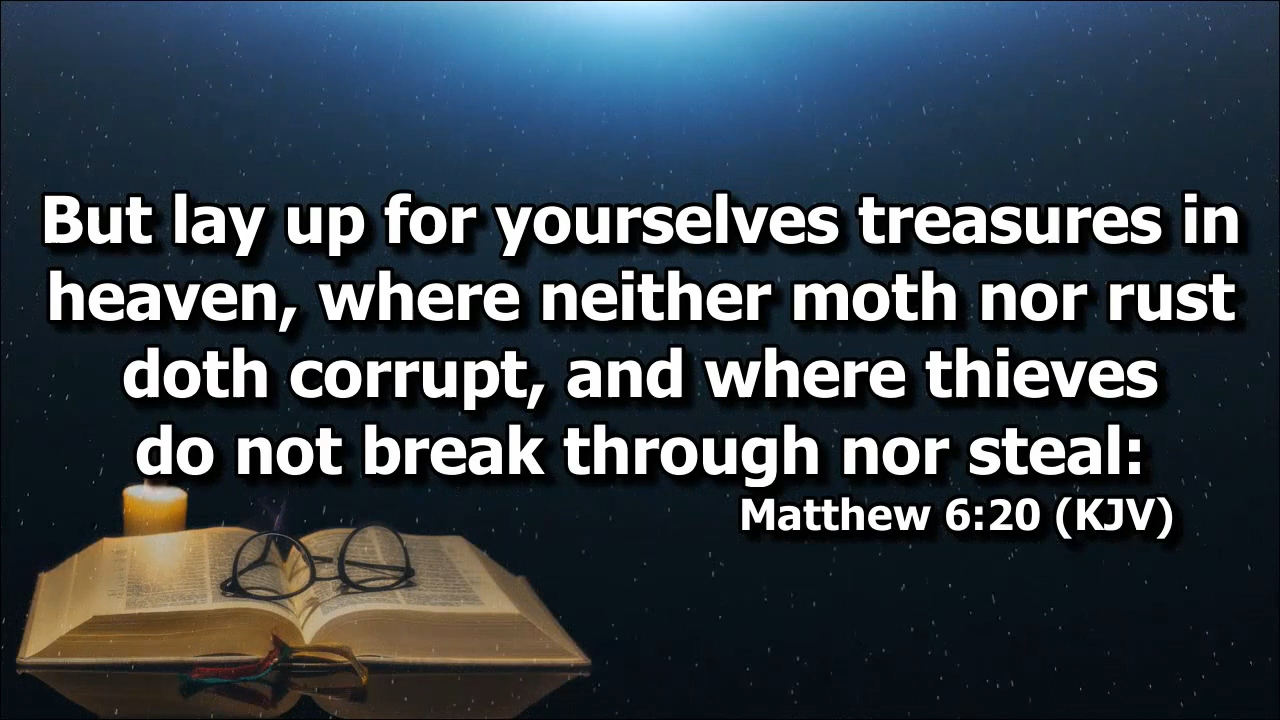 But lay up for yourselves treasures in
heaven, where neither moth nor rust
doth corrupt, and where thieves
do not break through nor steal:
Matthew 6:20 (KJV)